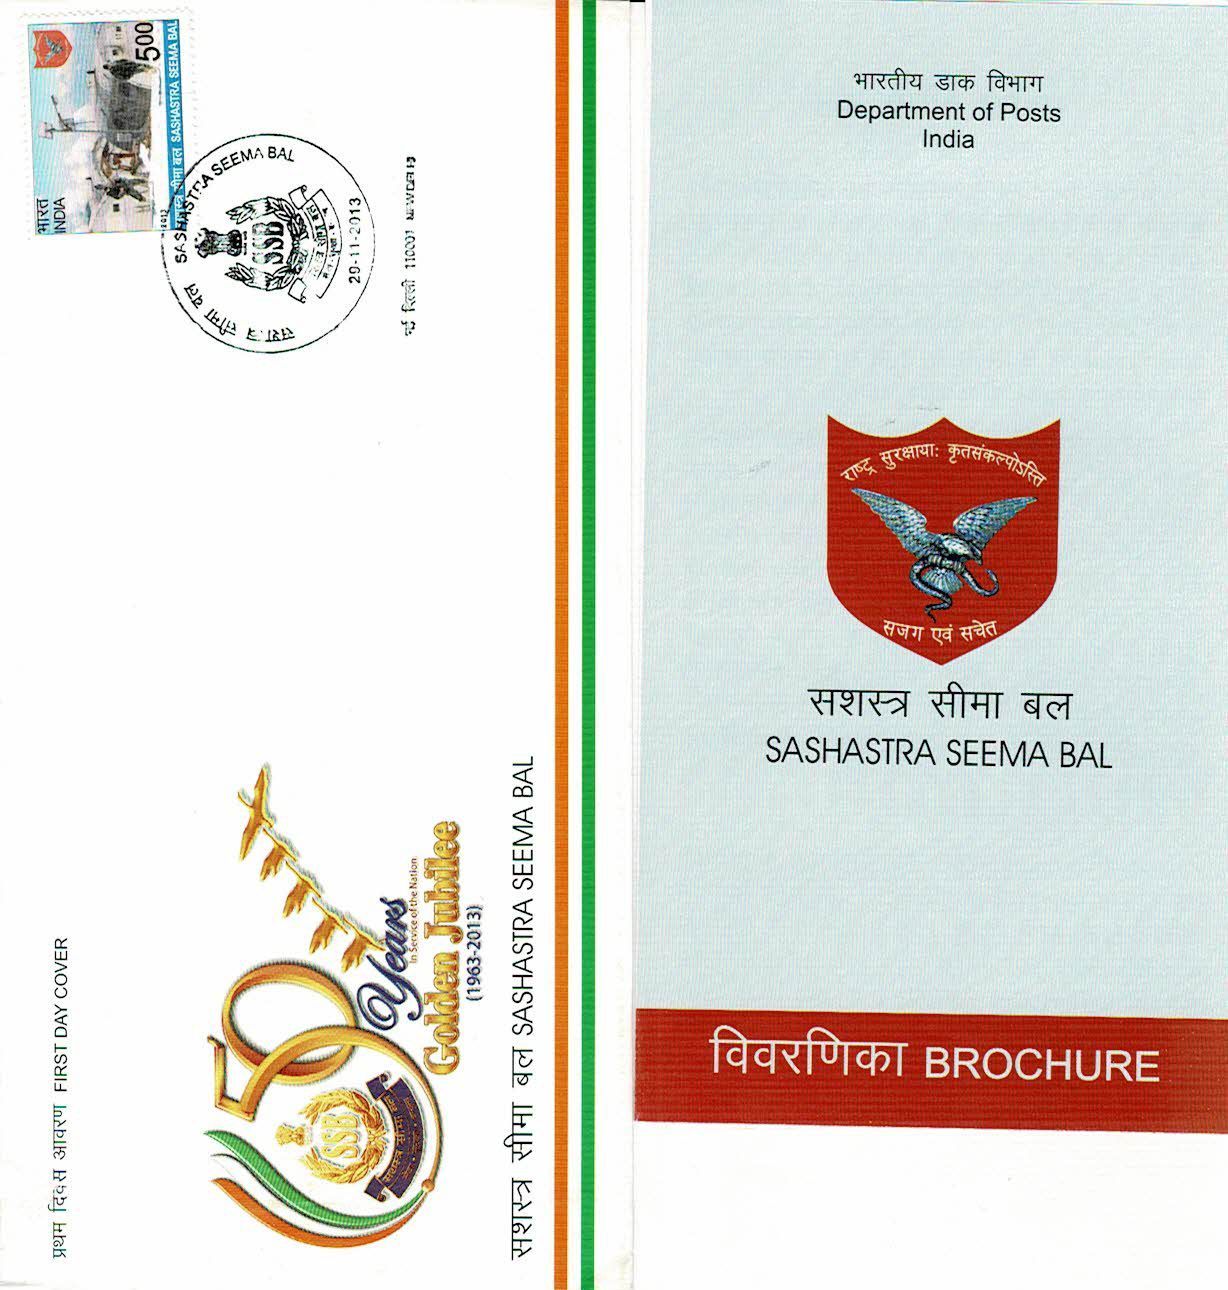 प्रथम दिवस आवरण FIRST DAY COVER
भारत
INDIA
500
2013
सशस्त्र सीमा बल SASHASTRA SEEMA BAL
सशस्त्र सीमा बल SASHASTRA SEEMA BAL
SSB
29-11-2013
नई दिल्ली 110001 NEW DELHI
50
SSB
सशस्त्र सीमा बल
Years
In Service of the Nation
Golden Jubilee
(1963-2013)
सशस्त्र सीमा बल SASHASTRA SEEMA BAL
भारतीय डाक विभाग
Department of Posts
India
राष्ट्र सुरक्षायाः कृतसंकल्पोऽस्ति
सजग एवं सचेत
सशस्त्र सीमा बल
SASHASTRA SEEMA BAL
विवरणिका BROCHURE